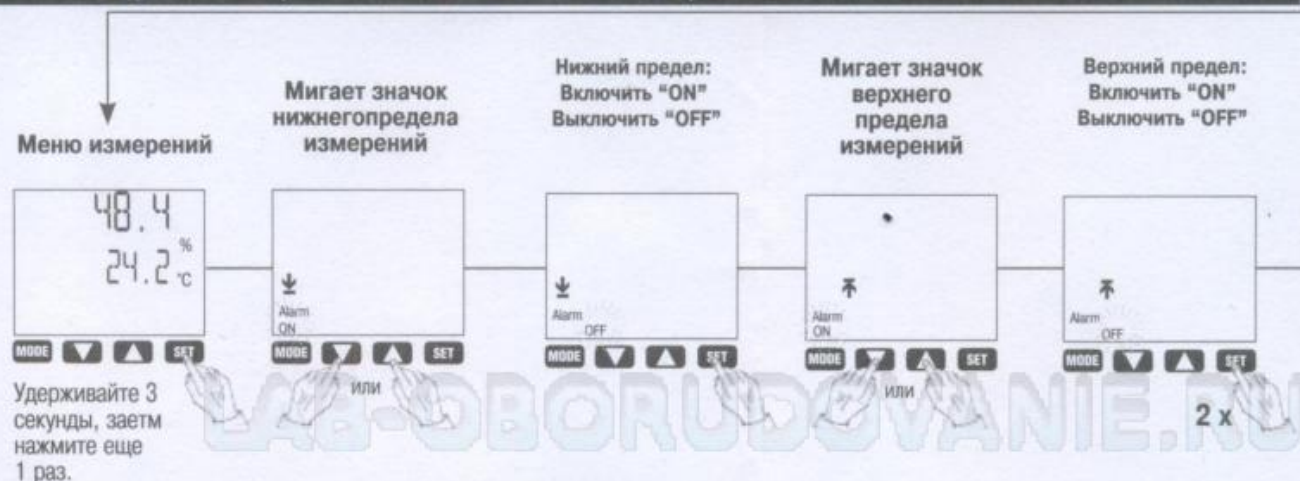 Меню измерений
Мигает значок
нижнегопредела
измерений
Нижний предел:
Включить “ON”
Выключить “OFF”
Мигает значок
верхнего
предела
измерений
Верхний предел:
Включить “ON”
Выключить “OFF”
48.4
%
24.2 °C
Alarm
ON
Alarm
OFF
Alarm
ON
Alarm
OFF
MODE SET
MODE SET
MODE SET
MODE SET
MODE SET
Удерживайте 3
секунды, заетм
нажмите еще
1 раз.
или
или
2 x
LAB-OBORUDOVANIE.RU